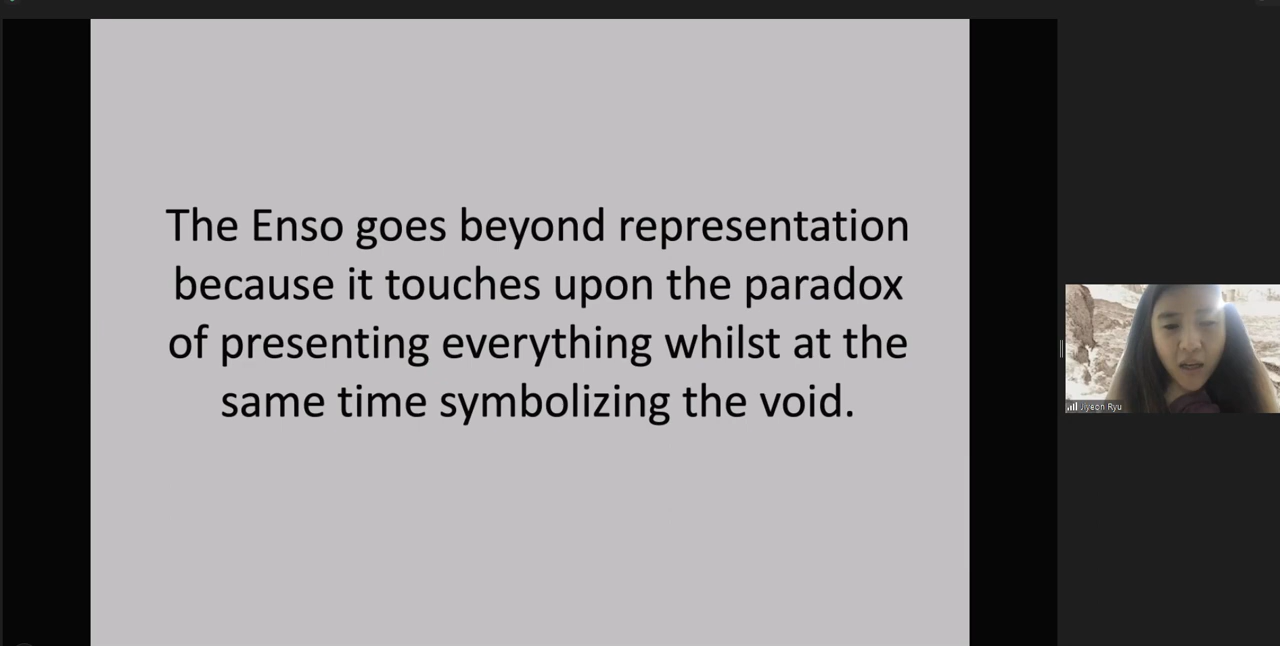 The Enso goes beyond representation
because it touches upon the paradox
of presenting everything whilst at the
same time symbolizing the void.
Jiyeon Ryu